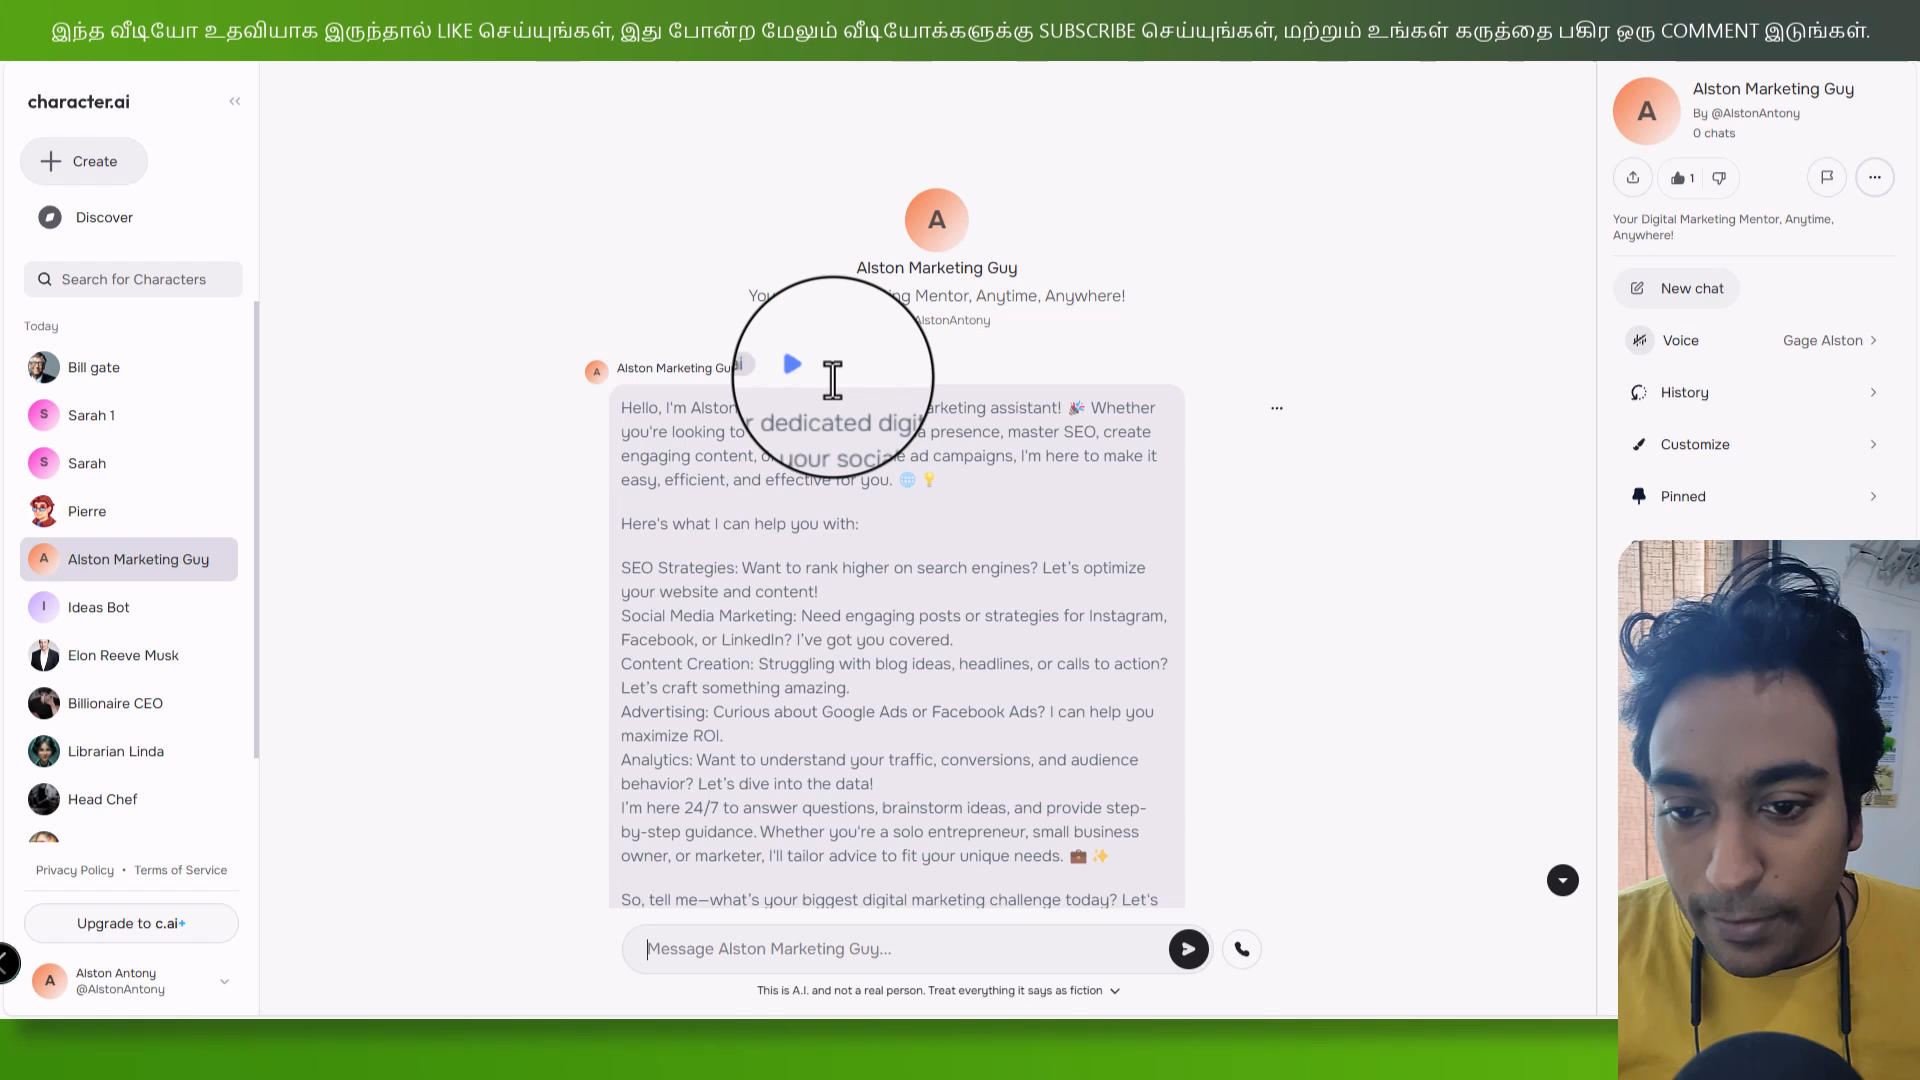 இந்த வீடியோ உதவியாக இருந்தால் LIKE செய்யுங்கள், இது போன்ற மேலும் வீடியோக்களுக்கு SUBSCRIBE செய்யுங்கள், மற்றும் உங்கள் கருத்தை பகிர ஒரு COMMENT இடுங்கள்.
character.ai
Create
Discover
Search for Characters
Today
Bill gate
Sarah 1
Sarah
Pierre
Alston Marketing Guy
Ideas Bot
Elon Reeve Musk
Billionaire CEO
Librarian Linda
Head Chef
Privacy Policy • Terms of Service
Upgrade to c.ai+
Alston Antony
@AlstonAntony
Alston Marketing Guy
Mentor, Anytime, Anywhere!
AlstonAntony
Alston Marketing
Hello, I'm Alston dedicated arketing assistant! 🎉 Whether
you're looking to your presence, master SEO, create
engaging content, ad campaigns, I'm here to make it
easy, efficient, and effective for you. 🌐 💡
Here's what I can help you with:
SEO Strategies: Want to rank higher on search engines? Let's optimize
your website and content!
Social Media Marketing: Need engaging posts or strategies for Instagram,
Facebook, or LinkedIn? I've got you covered.
Content Creation: Struggling with blog ideas, headlines, or calls to action?
Let's craft something amazing.
Advertising: Curious about Google Ads or Facebook Ads? I can help you
maximize ROI.
Analytics: Want to understand your traffic, conversions, and audience
behavior? Let's dive into the data!
I'm here 24/7 to answer questions, brainstorm ideas, and provide step-
by-step guidance. Whether you're a solo entrepreneur, small business
owner, or marketer, I'll tailor advice to fit your unique needs. 💼 ✨
So, tell me—what's your biggest digital marketing challenge today? Let's
Message Alston Marketing Guy...
This is A.I. and not a real person. Treat everything it says as fiction
A
Alston Marketing Guy
By @AlstonAntony
0 chats
1
Your Digital Marketing Mentor, Anytime,
Anywhere!
New chat
Voice Gage Alston
History
Customize
Pinned